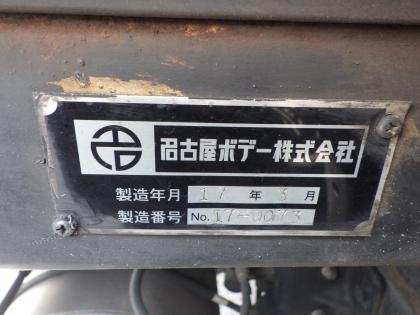 名古屋ボデー株式会社
製造年月 17 年 3 月
製造番号 No. 17-0073